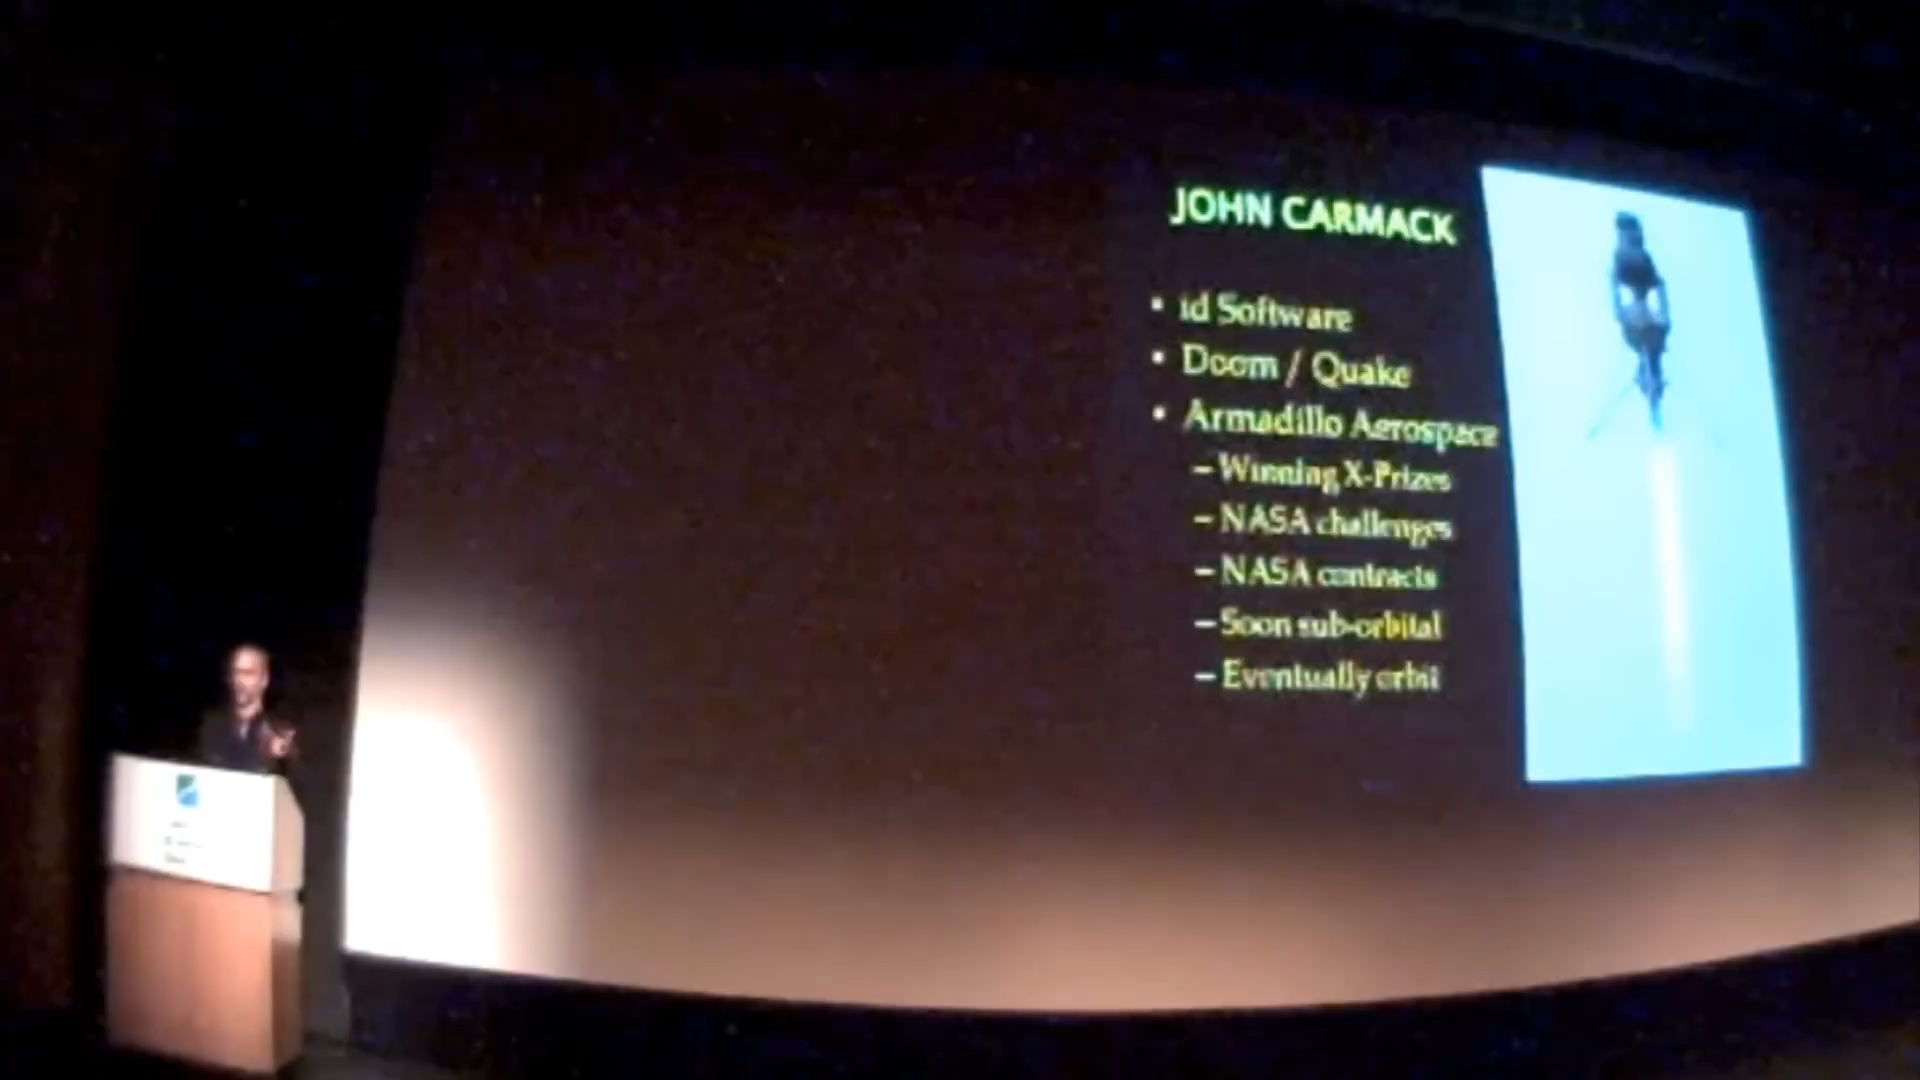 JOHN CARMACK
• id Software
• Doom / Quake
• Armadillo Aerospace
– Winning X-Prizes
– NASA challenges
– NASA contracts
– Soon sub-orbital
– Eventually orbit